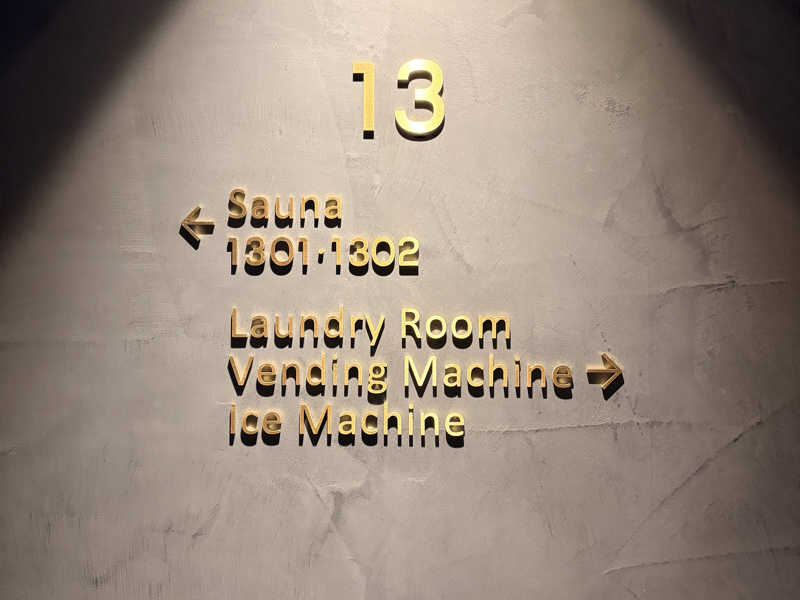 13
← Sauna
1301·1302
Laundry Room
Vending Machine →
Ice Machine